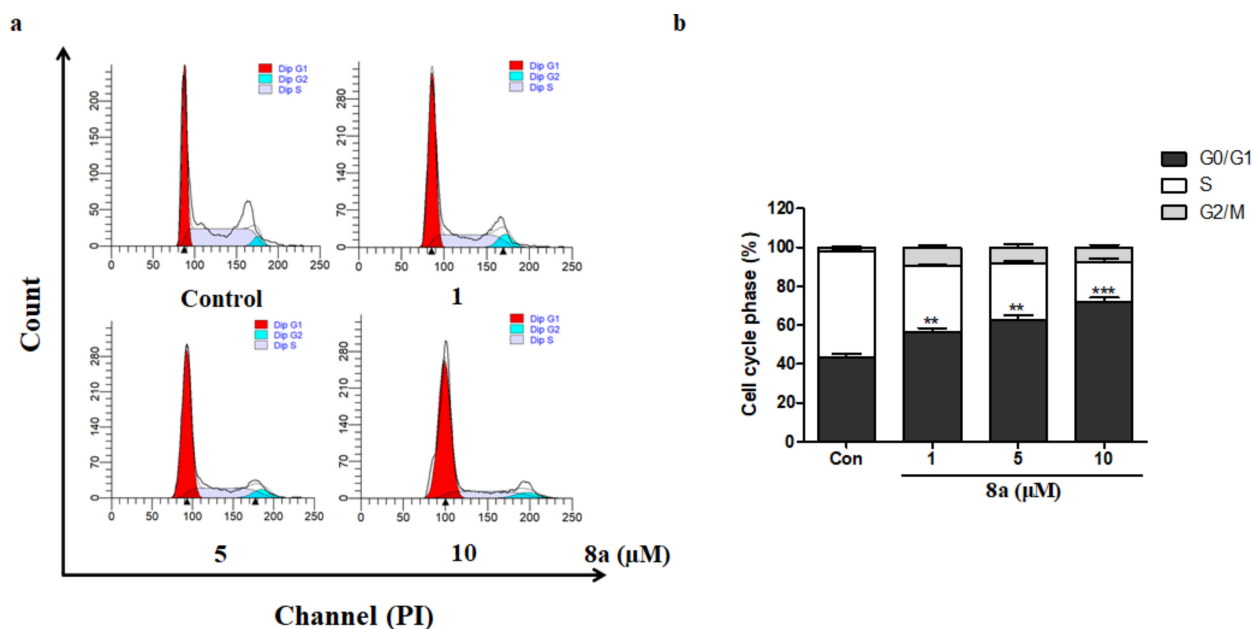 a
b
Count
Dip G1
Dip G2
Dip S
200
150
100
50
0
0 50 100 150 200 250
Control
Dip G1
Dip G2
Dip S
280
210
140
70
0
0 50 100 150 200 250
1
Dip G1
Dip G2
Dip S
280
210
140
70
0
0 50 100 150 200 250
5
Dip G1
Dip G2
Dip S
280
210
140
70
0
0 50 100 150 200 250
10
8a (μM)
Channel (PI)
G0/G1
S
G2/M
Cell cycle phase (%)
120
100
80
60
40
20
0
**
**
***
Con 1 5 10
8a (μM)